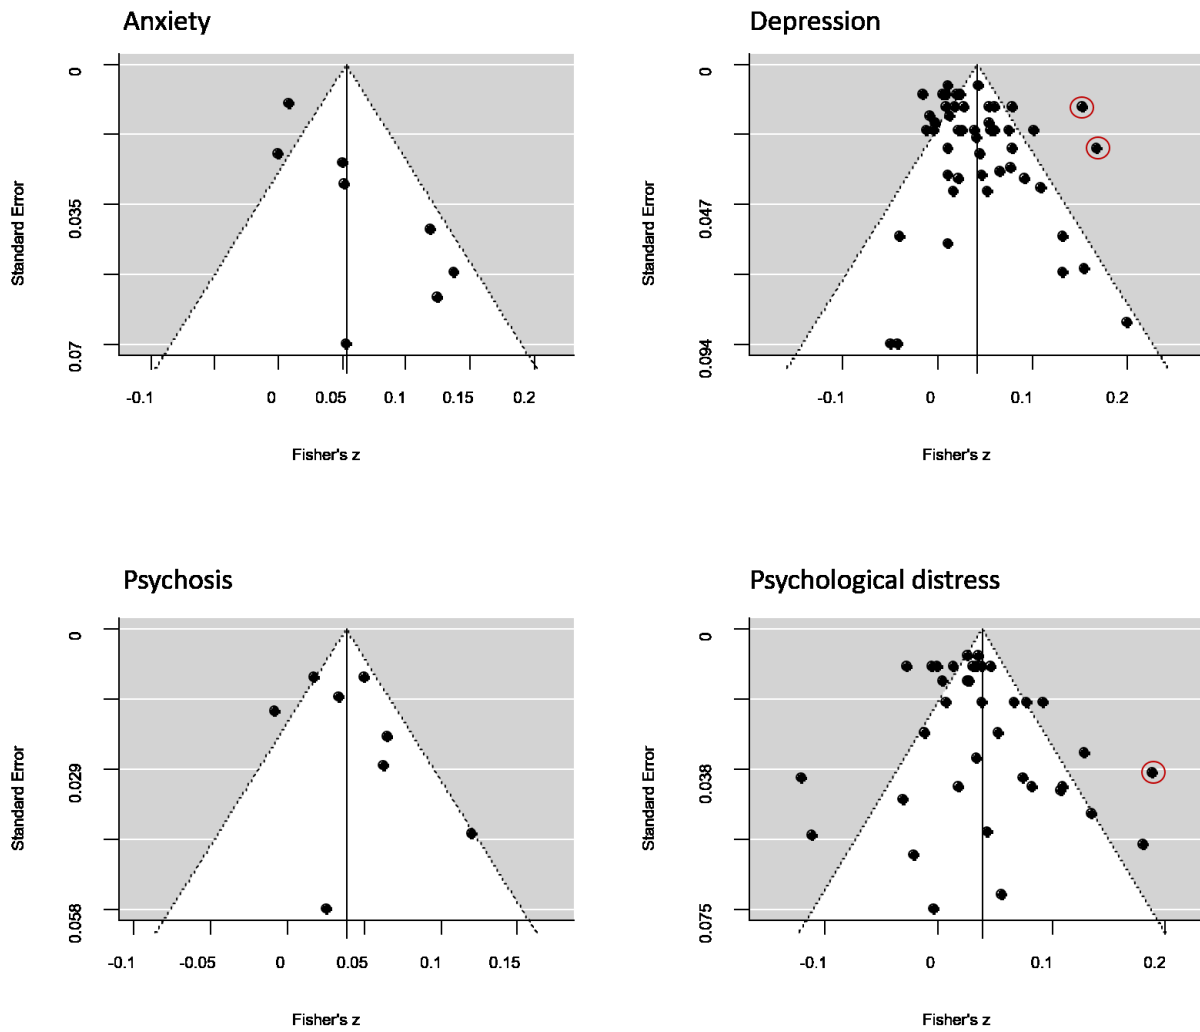 Anxiety
0
0.035
0.07
Standard Error
-0.1 0 0.05 0.1 0.15 0.2
Fisher's z
Depression
0
0.047
0.094
Standard Error
-0.1 0 0.1 0.2
Fisher's z
Psychosis
0
0.029
0.058
Standard Error
-0.1 -0.05 0 0.05 0.1 0.15
Fisher's z
Psychological distress
0
0.038
0.075
Standard Error
-0.1 0 0.1 0.2
Fisher's z